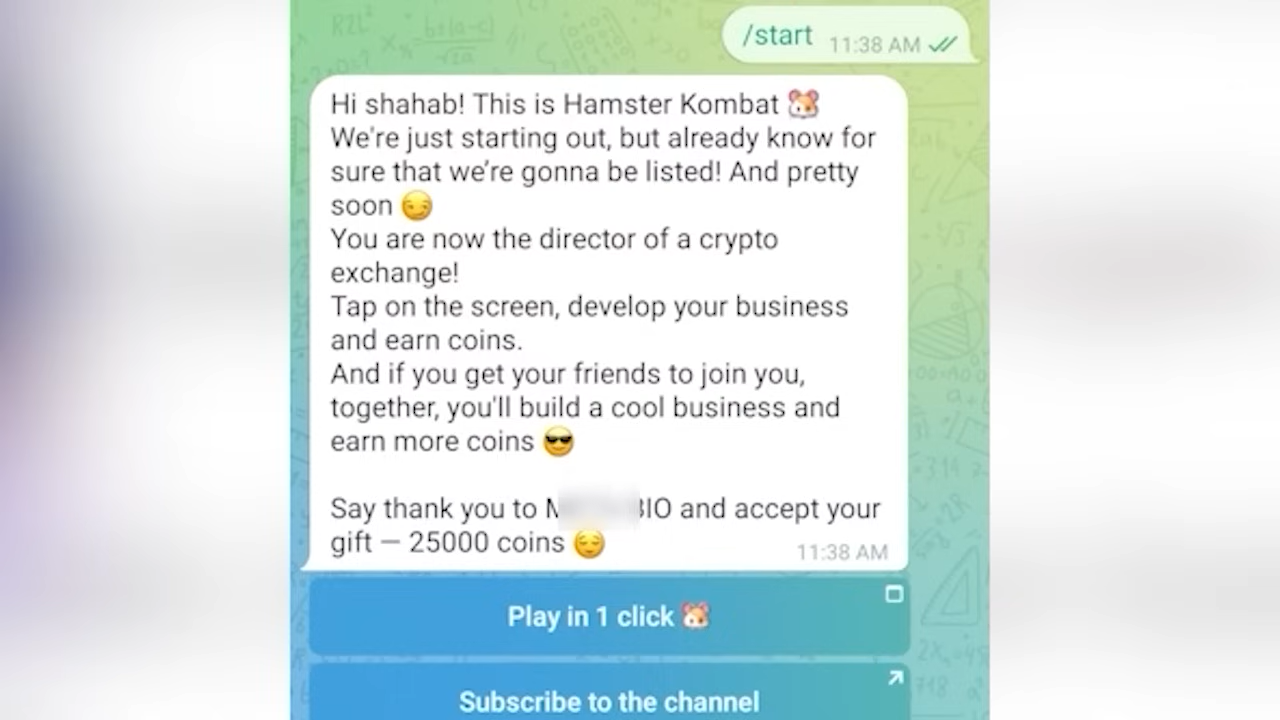 /start 11:38 AM
Hi shahab! This is Hamster Kombat 🐹
We're just starting out, but already know for
sure that we’re gonna be listed! And pretty
soon 😏
You are now the director of a crypto
exchange!
Tap on the screen, develop your business
and earn coins.
And if you get your friends to join you,
together, you'll build a cool business and
earn more coins 😎
Say thank you to and accept your
gift — 25000 coins 😌
11:38 AM
Play in 1 click 🐹
Subscribe to the channel